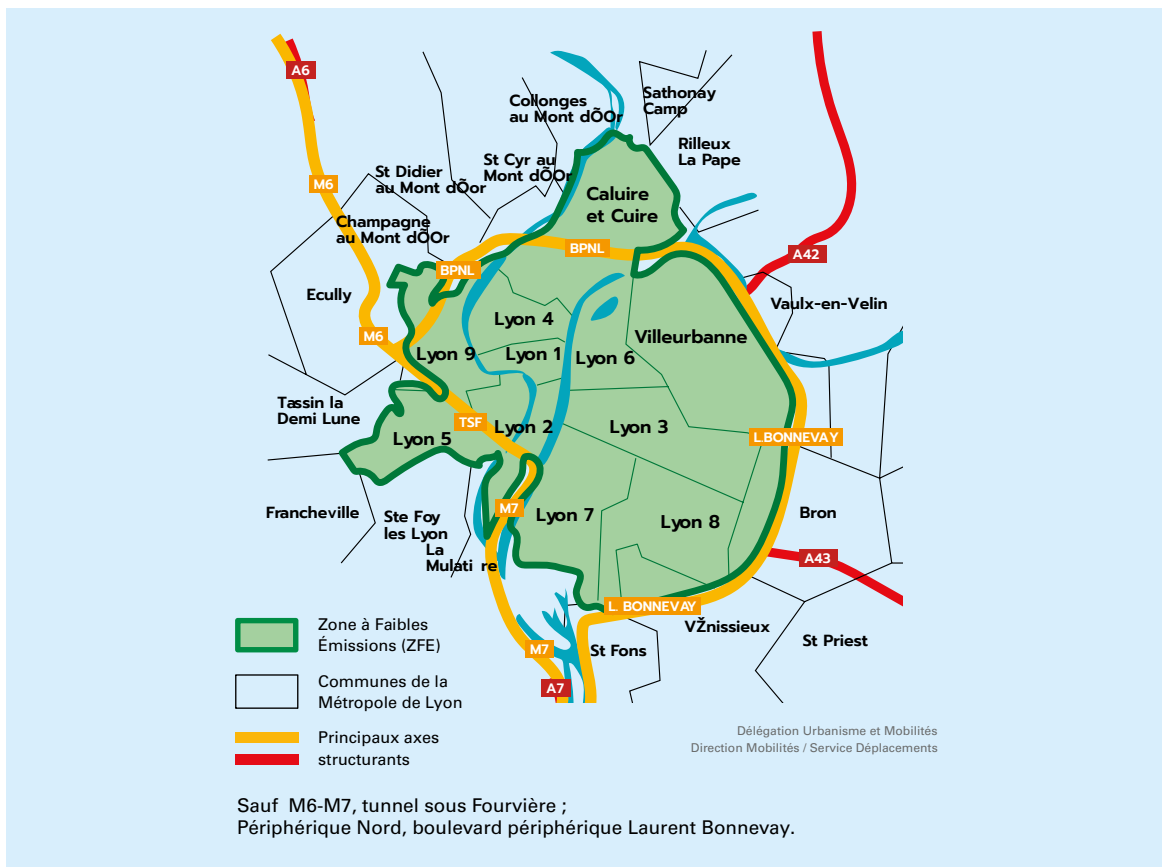 A6
Sathonay
Camp
Collonges
au Mont dÕOr
Rilleux
La Pape
St Cyr au
Mont dÕOr
St Didier
au Mont dÕOr
M6
Caluire
et Cuire
Champagne
au Mont dÕOr
BPNL
A42
BPNL
Ecully
Vaulx-en-Velin
Lyon 4
Villeurbanne
M6
Lyon 9
Lyon 1
Lyon 6
Tassin la
Demi Lune
TSF
Lyon 2
Lyon 3
Lyon 5
L.BONNEVAY
Francheville
Ste Foy
les Lyon
M7
Lyon 7
Lyon 8
Bron
La
Mulati re
A43
L. BONNEVAY
VŽnissieux
St Priest
M7
St Fons
A7
Zone à Faibles
Émissions (ZFE)
Communes de la
Métropole de Lyon
Principaux axes
structurants
Délégation Urbanisme et Mobilités
Direction Mobilités / Service Déplacements
Sauf M6-M7, tunnel sous Fourvière ;
Périphérique Nord, boulevard périphérique Laurent Bonnevay.